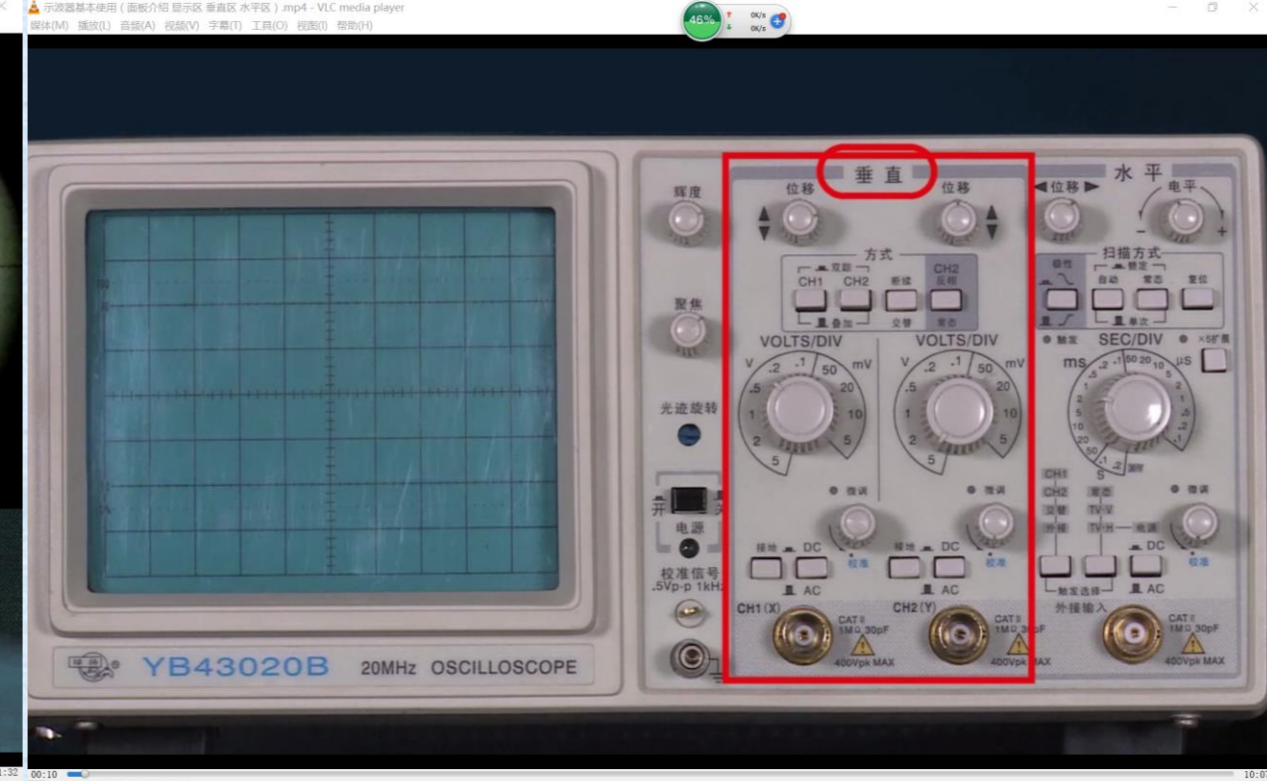 示波器基本使用（面板介绍 显示区 垂直区 水平区）.mp4 - VLC media player
媒体(M) 播放(L) 音频(A) 视频(V) 字幕(T) 工具(O) 视图(I) 帮助(H)
46%
0K/s
0K/s
垂直
水平
辉度
位移
位移
位移
电平
- +
方式
扫描方式
双踪
CH1 CH2 断续
CH2
反相
叠加
交替
常态
极性
锁定
自动 常态 复位
单次
聚焦
VOLTS/DIV
VOLTS/DIV
触发
SEC/DIV
×5扩展
V .5 .2 .1 50 mV 20 10 5
1 2 5
V .5 .2 .1 50 mV 20 10 5
1 2 5
ms
μS
S
光迹旋转
微调
微调
微调
校准
校准
校准
CH1
CH2
交替
外接
常态
TV-V
TV-H
电源
开 关
电源
接地 DC
AC
接地 DC
AC
DC
AC
触发选择
校准信号
.5Vp-p 1kHz
CH1(X)
CH2(Y)
外接输入
CAT II
1MΩ 30pF
400Vpk MAX
CAT II
1MΩ 30pF
400Vpk MAX
CAT II
1MΩ 30pF
400Vpk MAX
YB43020B 20MHz OSCILLOSCOPE
1:32
00:10